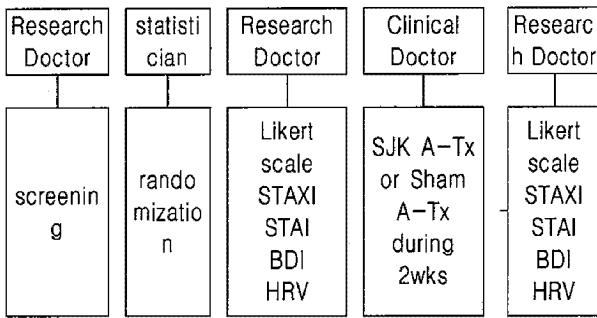 Research
Doctor
statisti
cian
Research
Doctor
Clinical
Doctor
Researc
h Doctor
screenin
g
rando
mizatio
n
Likert
scale
STAXI
STAI
BDI
HRV
SJK A-Tx
or Sham
A-Tx
during
2wks
Likert
scale
STAXI
STAI
BDI
HRV